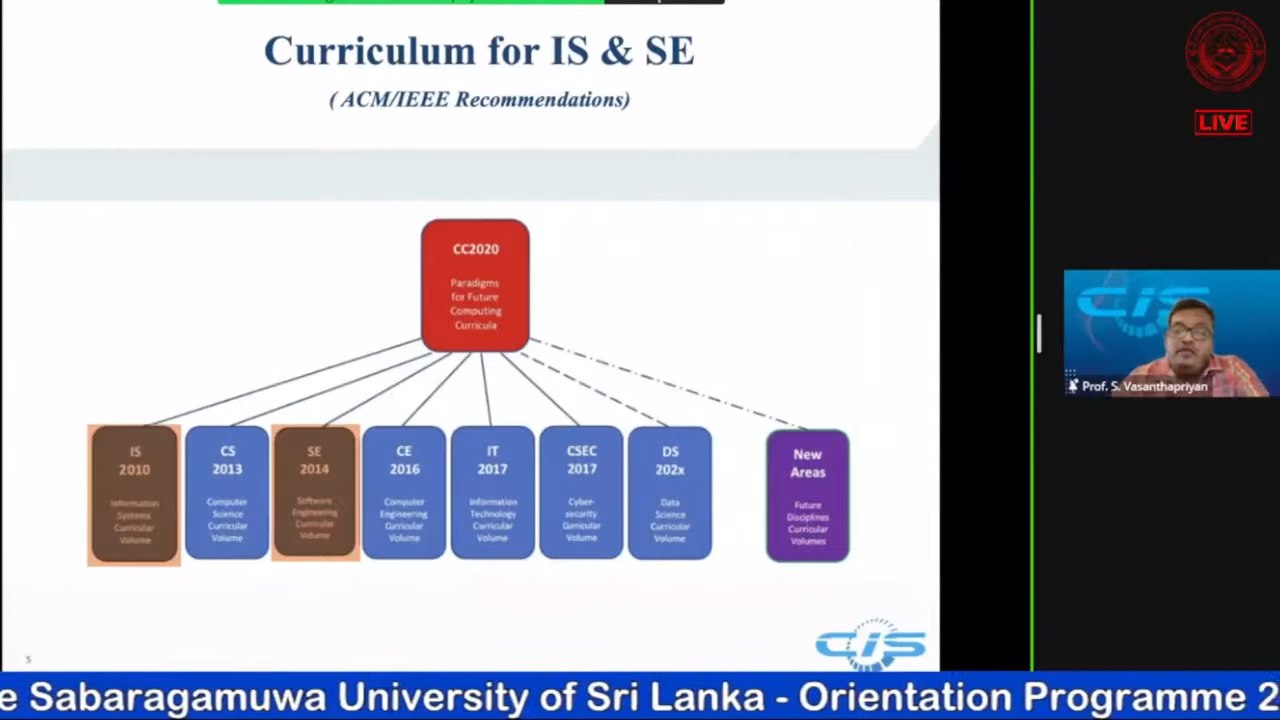 Curriculum for IS & SE
( ACM/IEEE Recommendations)
LIVE
CC2020
Paradigms
for Future
Computing
Curricula
IS
2010
Information
Systems
Curricular
Volume
CS
2013
Computer
Science
Curricular
Volume
SE
2014
Software
Engineering
Curricular
Volume
CE
2016
Computer
Engineering
Curricular
Volume
IT
2017
Information
Technology
Curricular
Volume
CSEC
2017
Cyber-
security
Curricular
Volume
DS
202x
Data
Science
Curricular
Volume
New
Areas
Future
Disciplines
Curricular
Volumes
CIS
Prof. S. Vasanthapriyan
5
CIS
e Sabaragamuwa University of Sri Lanka - Orientation Programme 2